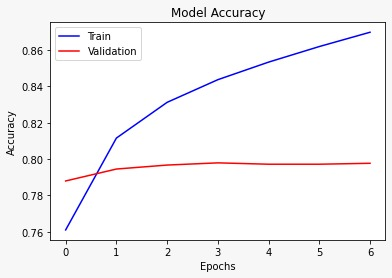 Model Accuracy
Train
Validation
Accuracy
0.86
0.84
0.82
0.80
0.78
0.76
0 1 2 3 4 5 6
Epochs